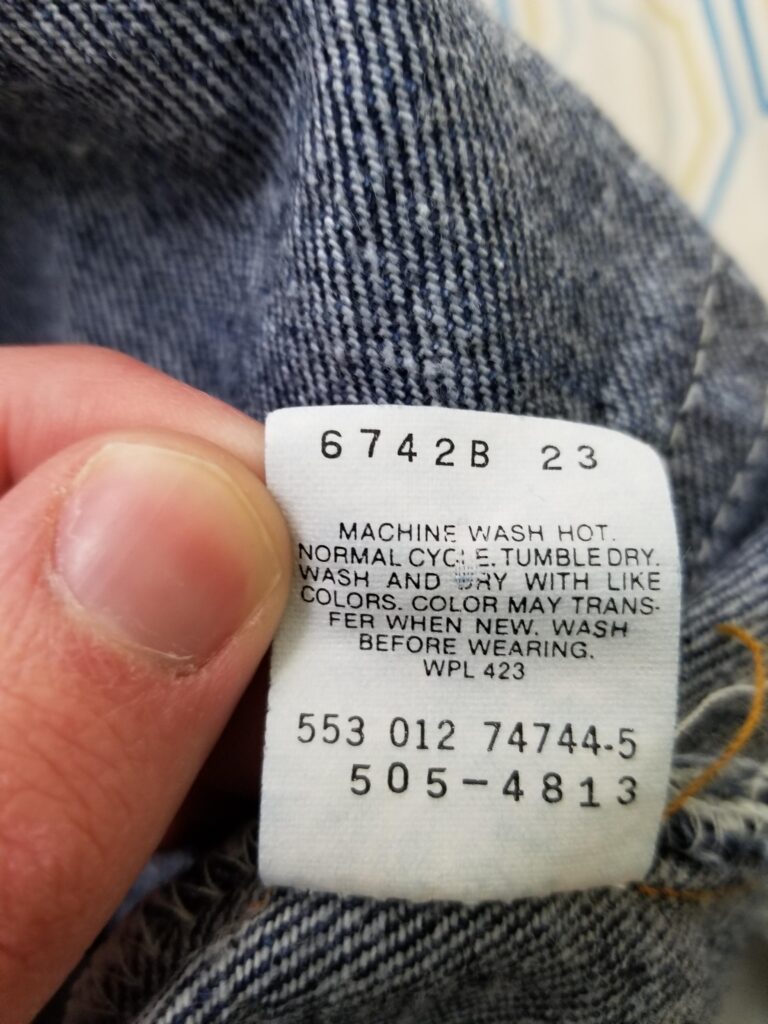 6742B 23
MACHINE WASH HOT.
NORMAL CYCLE. TUMBLE DRY.
WASH AND DRY WITH LIKE
COLORS. COLOR MAY TRANS-
FER WHEN NEW. WASH
BEFORE WEARING.
WPL 423
553 012 74744-5
505-4813